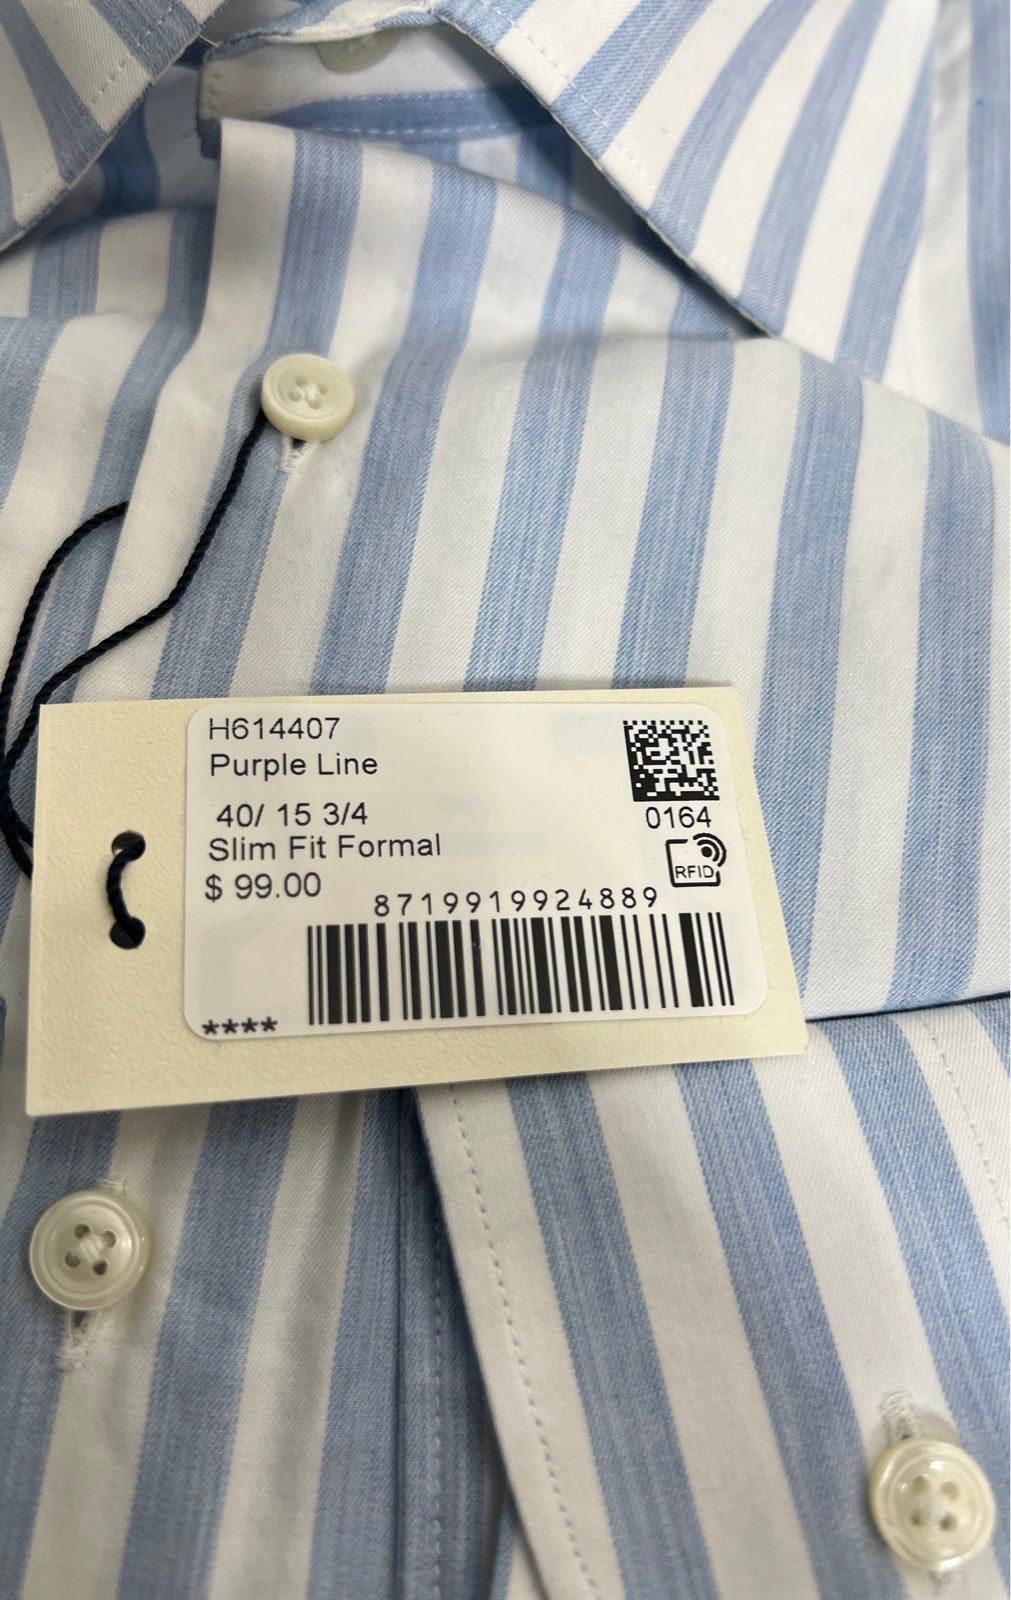 H614407
Purple Line
40/ 15 3/4
Slim Fit Formal
$ 99.00
0164
RFID
8719919924889
****